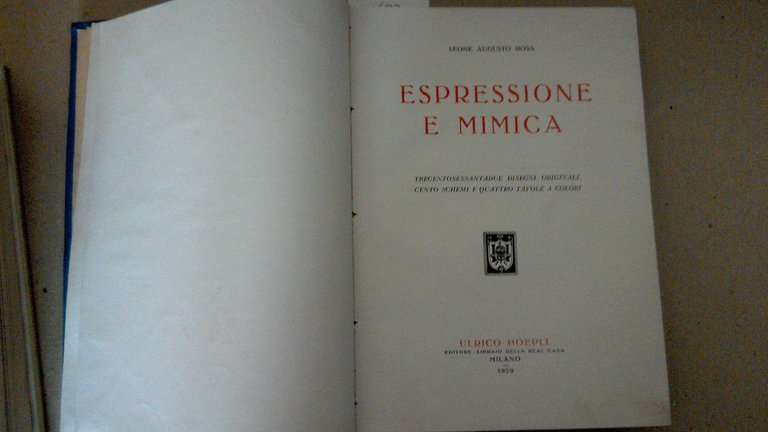 LEONE AUGUSTO ROSA
ESPRESSIONE
E MIMICA
TRECENTOSESSANTADUE DISEGNI ORIGINALI,
CENTO SCHEMI E QUATTRO TAVOLE A COLORI
ULRICO HOEPLI
EDITORE-LIBRAIO DELLA REAL CASA
MILANO
1929